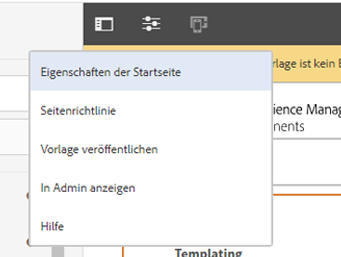 Eigenschaften der Startseite
rlage ist kein
Seitenrichtlinie
ience Manag
nents
Vorlage veröffentlichen
In Admin anzeigen
Hilfe
Templating